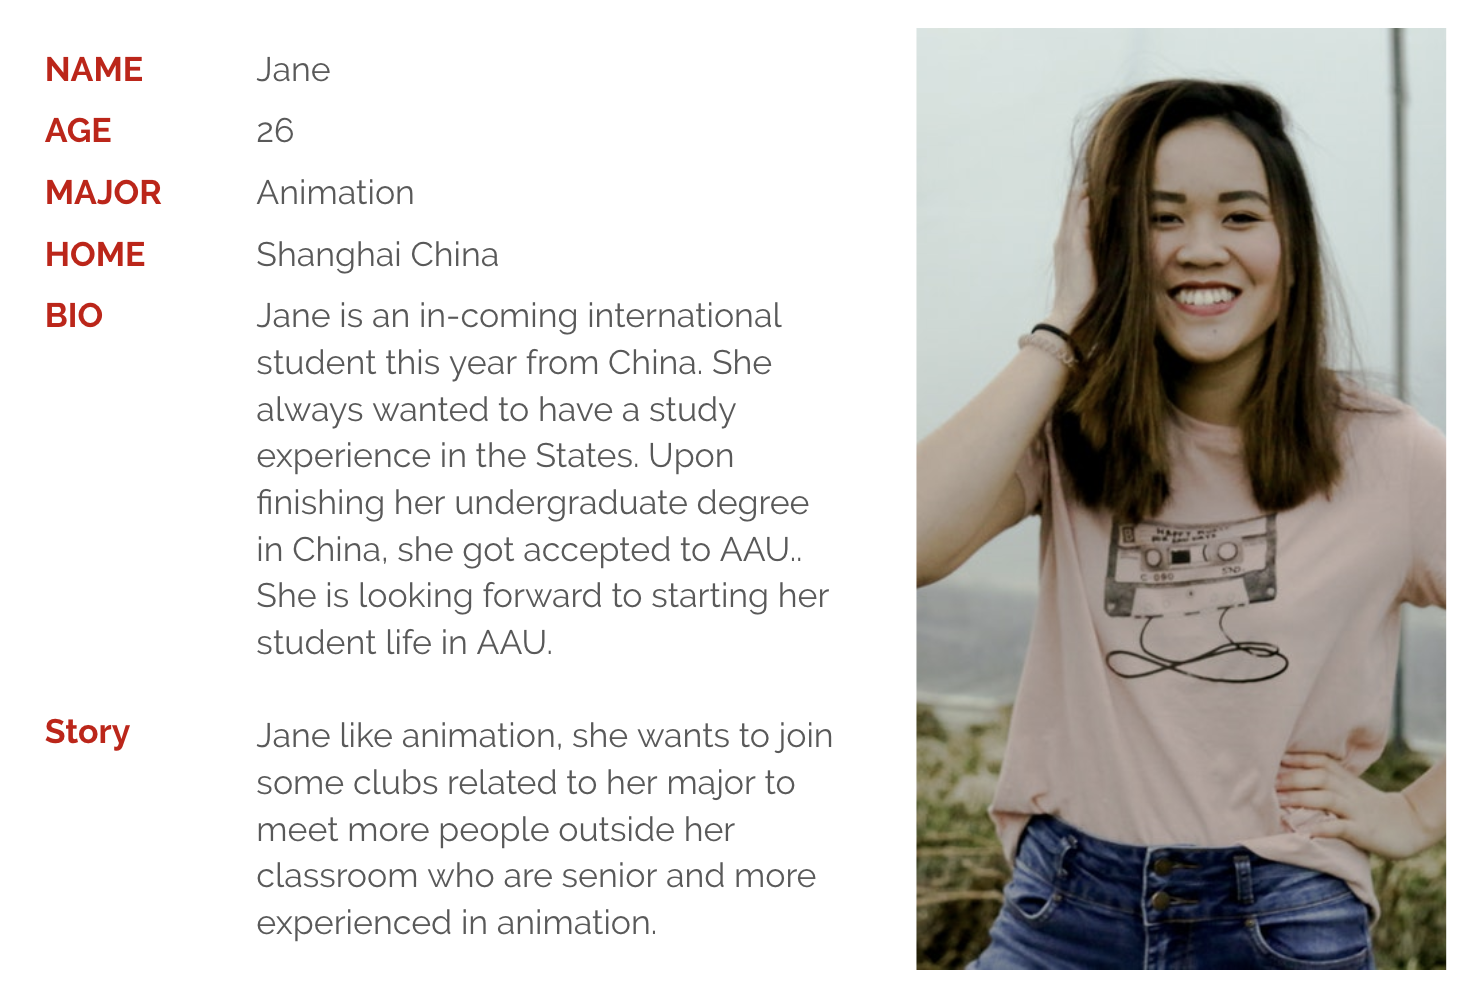 NAME Jane
AGE 26
MAJOR Animation
HOME Shanghai China
BIO Jane is an in-coming international
student this year from China. She
always wanted to have a study
experience in the States. Upon
finishing her undergraduate degree
in China, she got accepted to AAU..
She is looking forward to starting her
student life in AAU.
Story Jane like animation, she wants to join
some clubs related to her major to
meet more people outside her
classroom who are senior and more
experienced in animation.
B
C 090